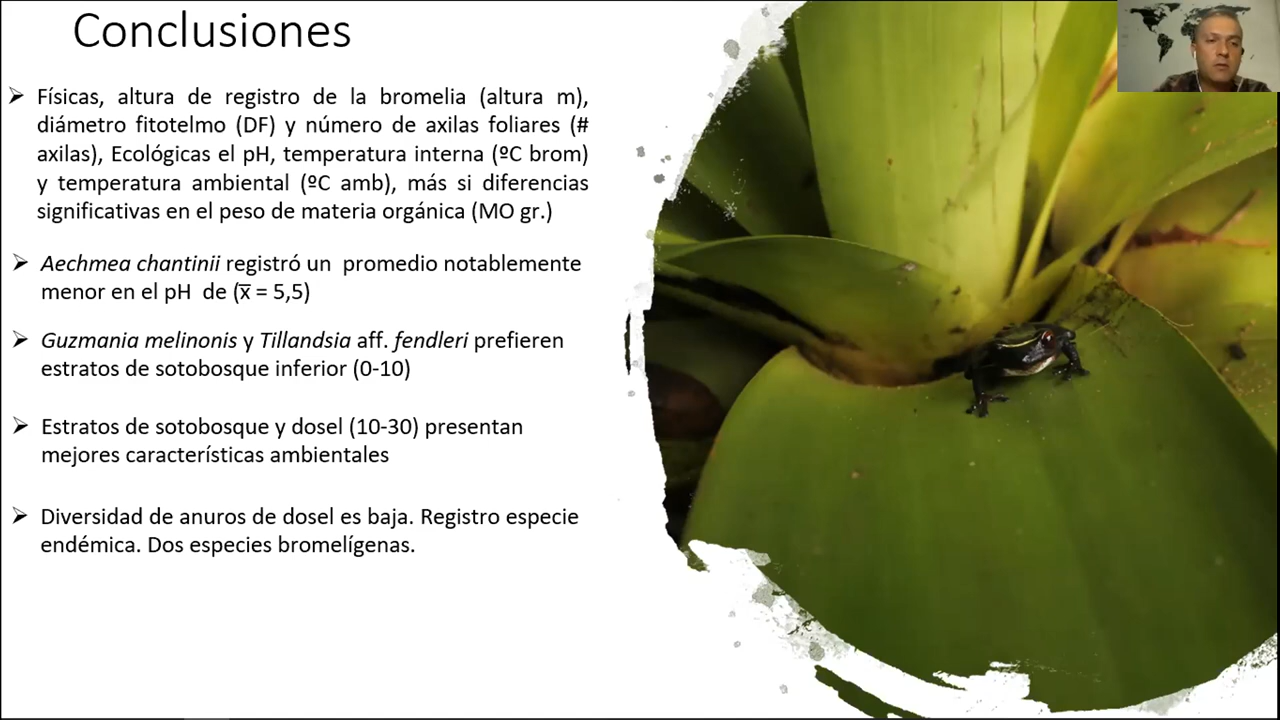 Conclusiones
➢ Físicas, altura de registro de la bromelia (altura m),
diámetro fitotelmo (DF) y número de axilas foliares (#
axilas), Ecológicas el pH, temperatura interna (ºC brom)
y temperatura ambiental (ºC amb), más si diferencias
significativas en el peso de materia orgánica (MO gr.)
➢ Aechmea chantinii registró un promedio notablemente
menor en el pH de (x̅ = 5,5)
➢ Guzmania melinonis y Tillandsia aff. fendleri prefieren
estratos de sotobosque inferior (0-10)
➢ Estratos de sotobosque y dosel (10-30) presentan
mejores características ambientales
➢ Diversidad de anuros de dosel es baja. Registro especie
endémica. Dos especies bromelígenas.